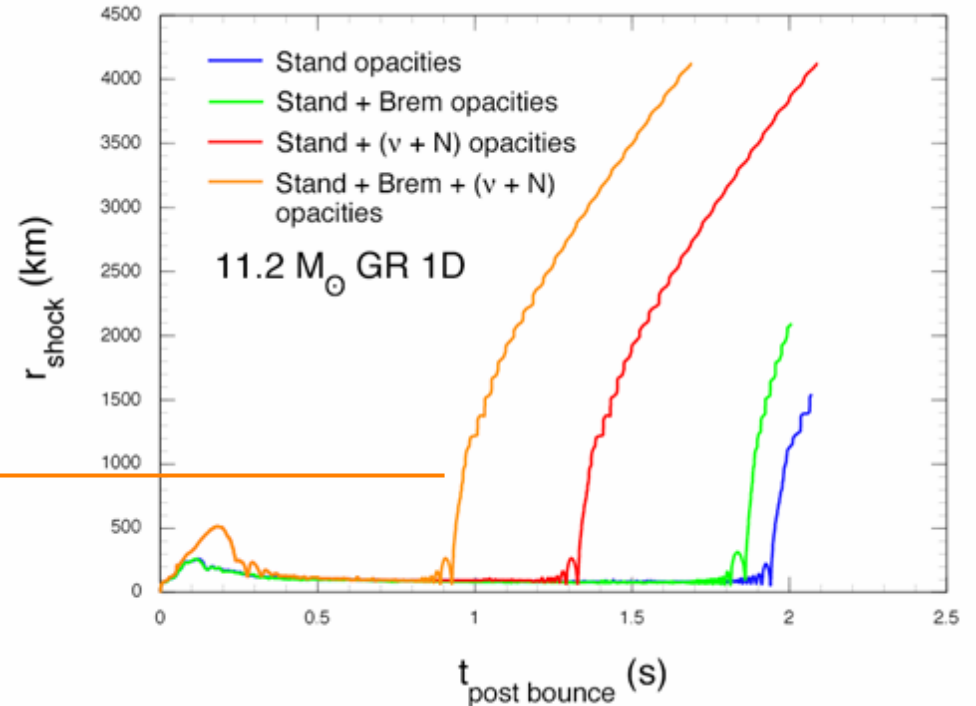 4500
4000
3500
3000
2500
2000
1500
1000
500
0
r_shock (km)
Stand opacities
Stand + Brem opacities
Stand + (ν + N) opacities
Stand + Brem + (ν + N)
opacities
11.2 M_⊙ GR 1D
0 0.5 1 1.5 2 2.5
t_post bounce (s)